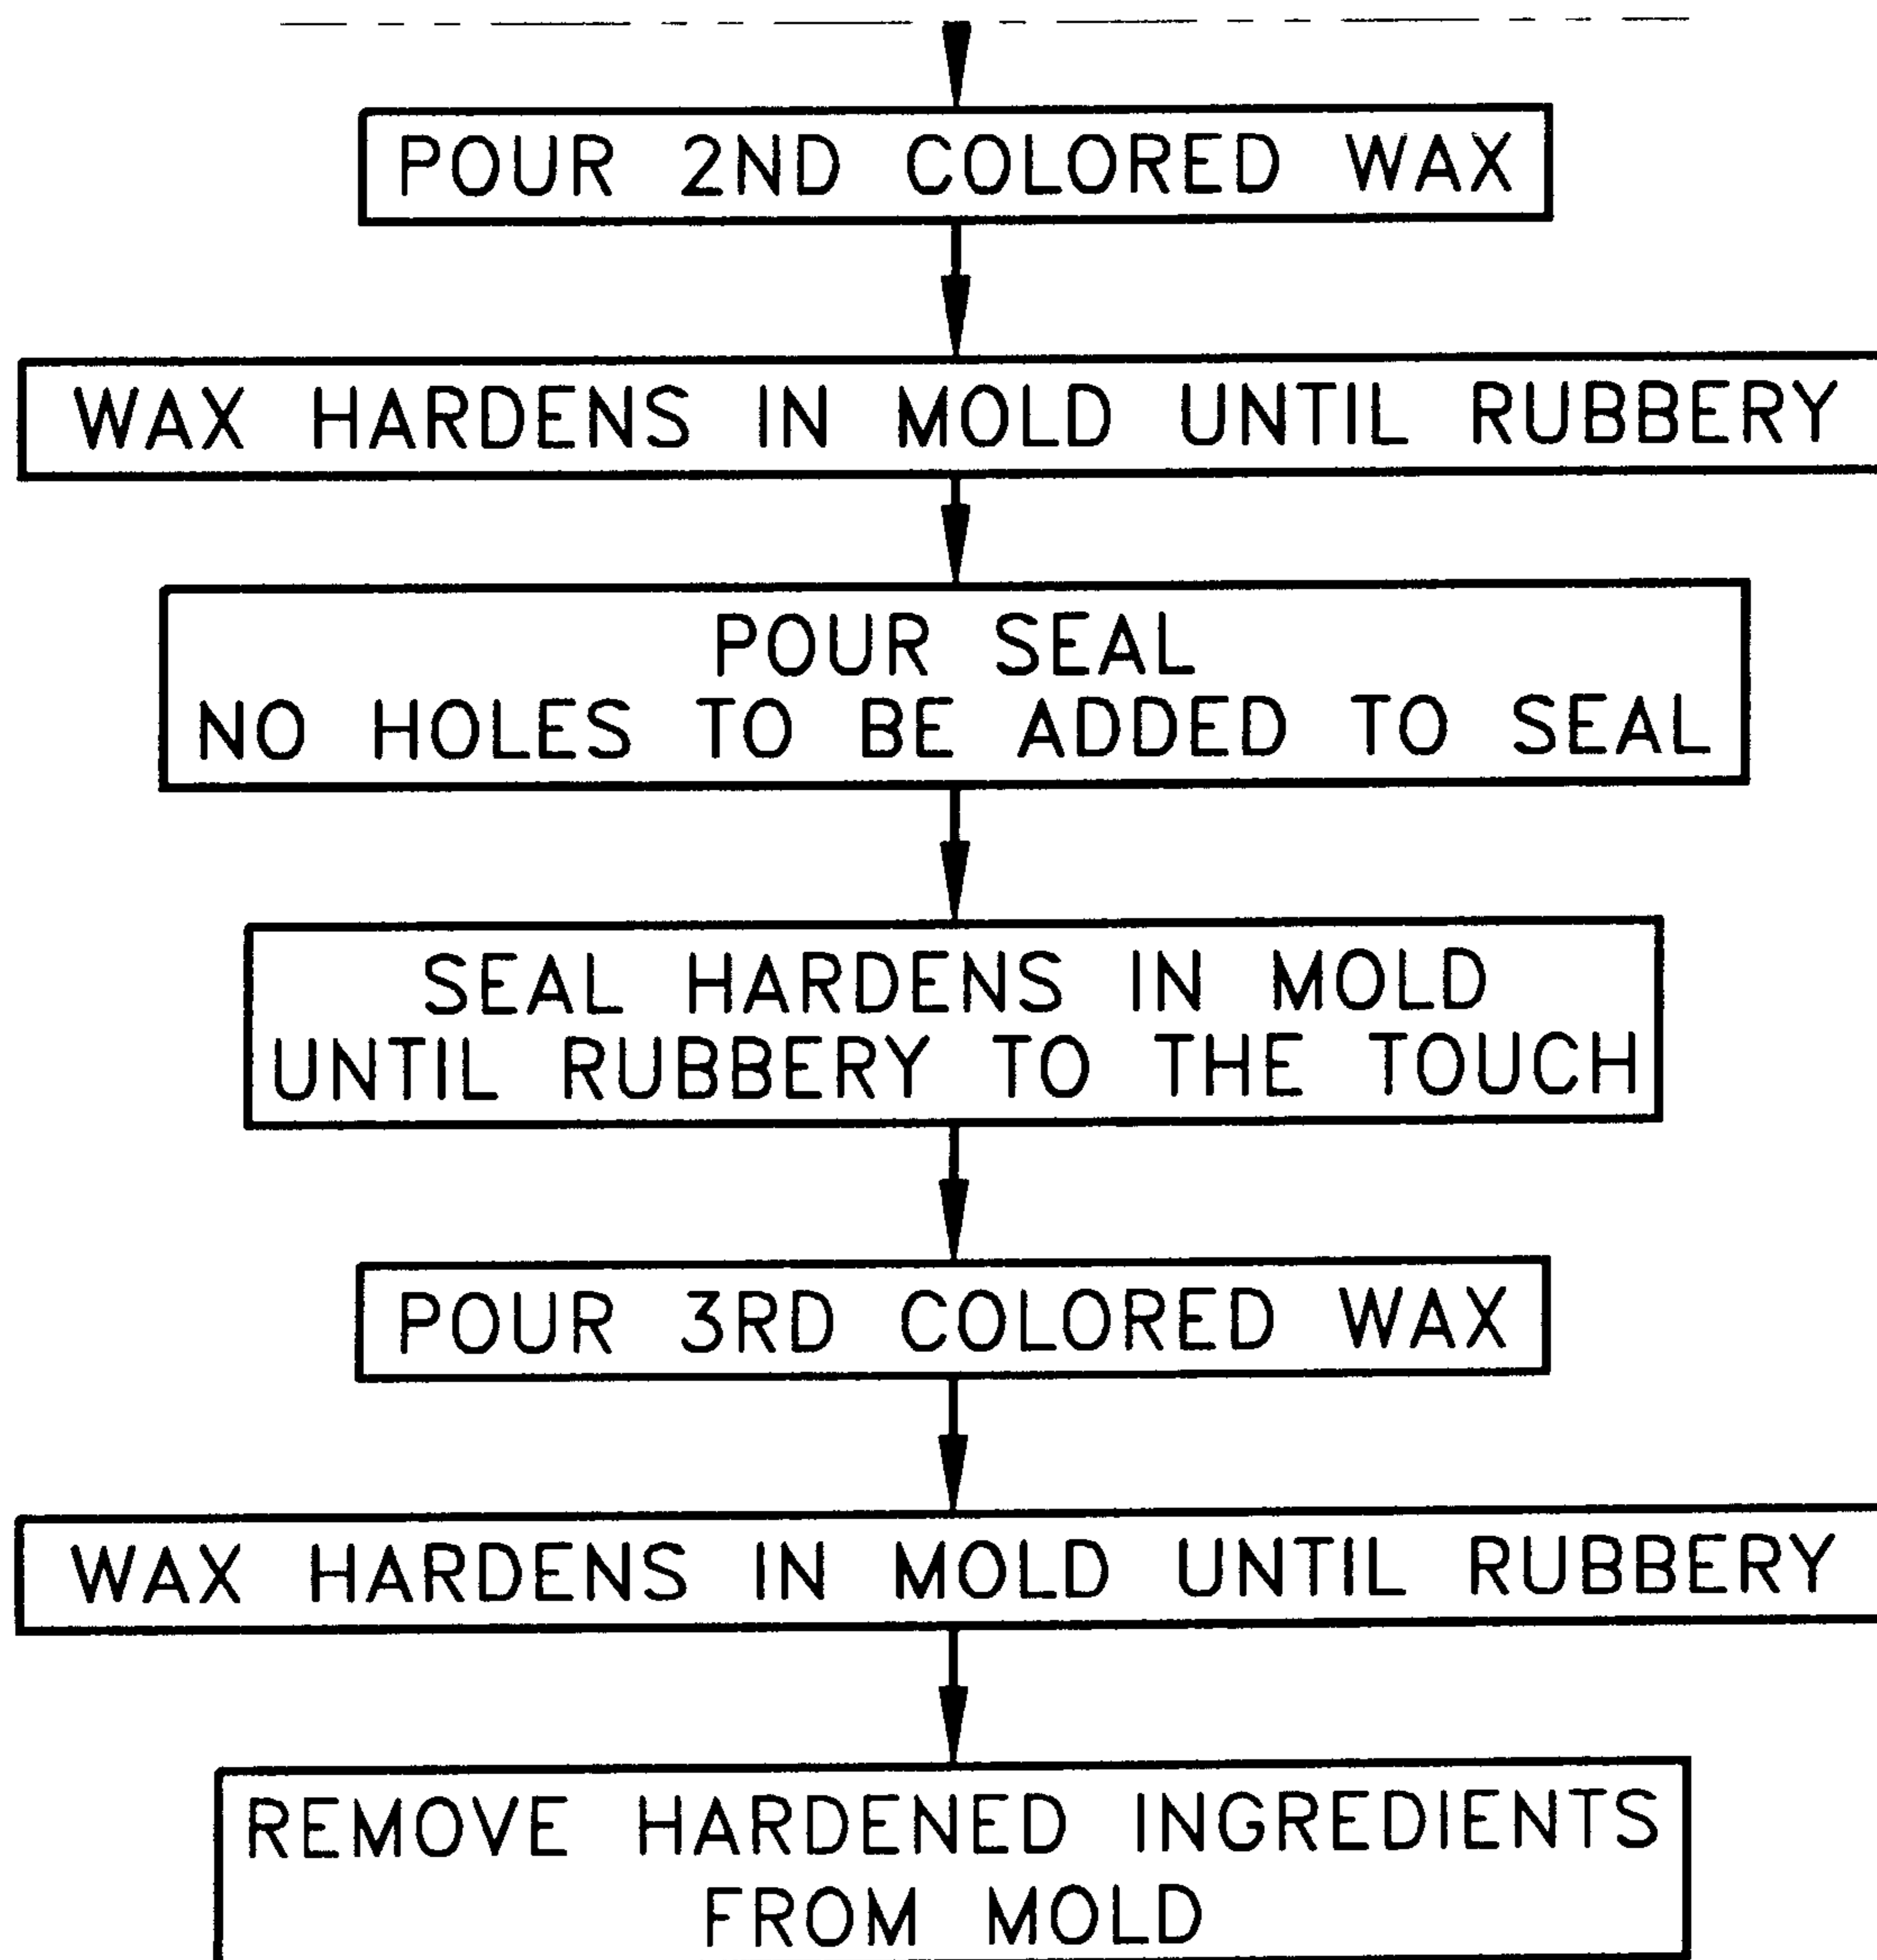 POUR 2ND COLORED WAX
WAX HARDENS IN MOLD UNTIL RUBBERY
POUR SEAL
NO HOLES TO BE ADDED TO SEAL
SEAL HARDENS IN MOLD
UNTIL RUBBERY TO THE TOUCH
POUR 3RD COLORED WAX
WAX HARDENS IN MOLD UNTIL RUBBERY
REMOVE HARDENED INGREDIENTS
FROM MOLD